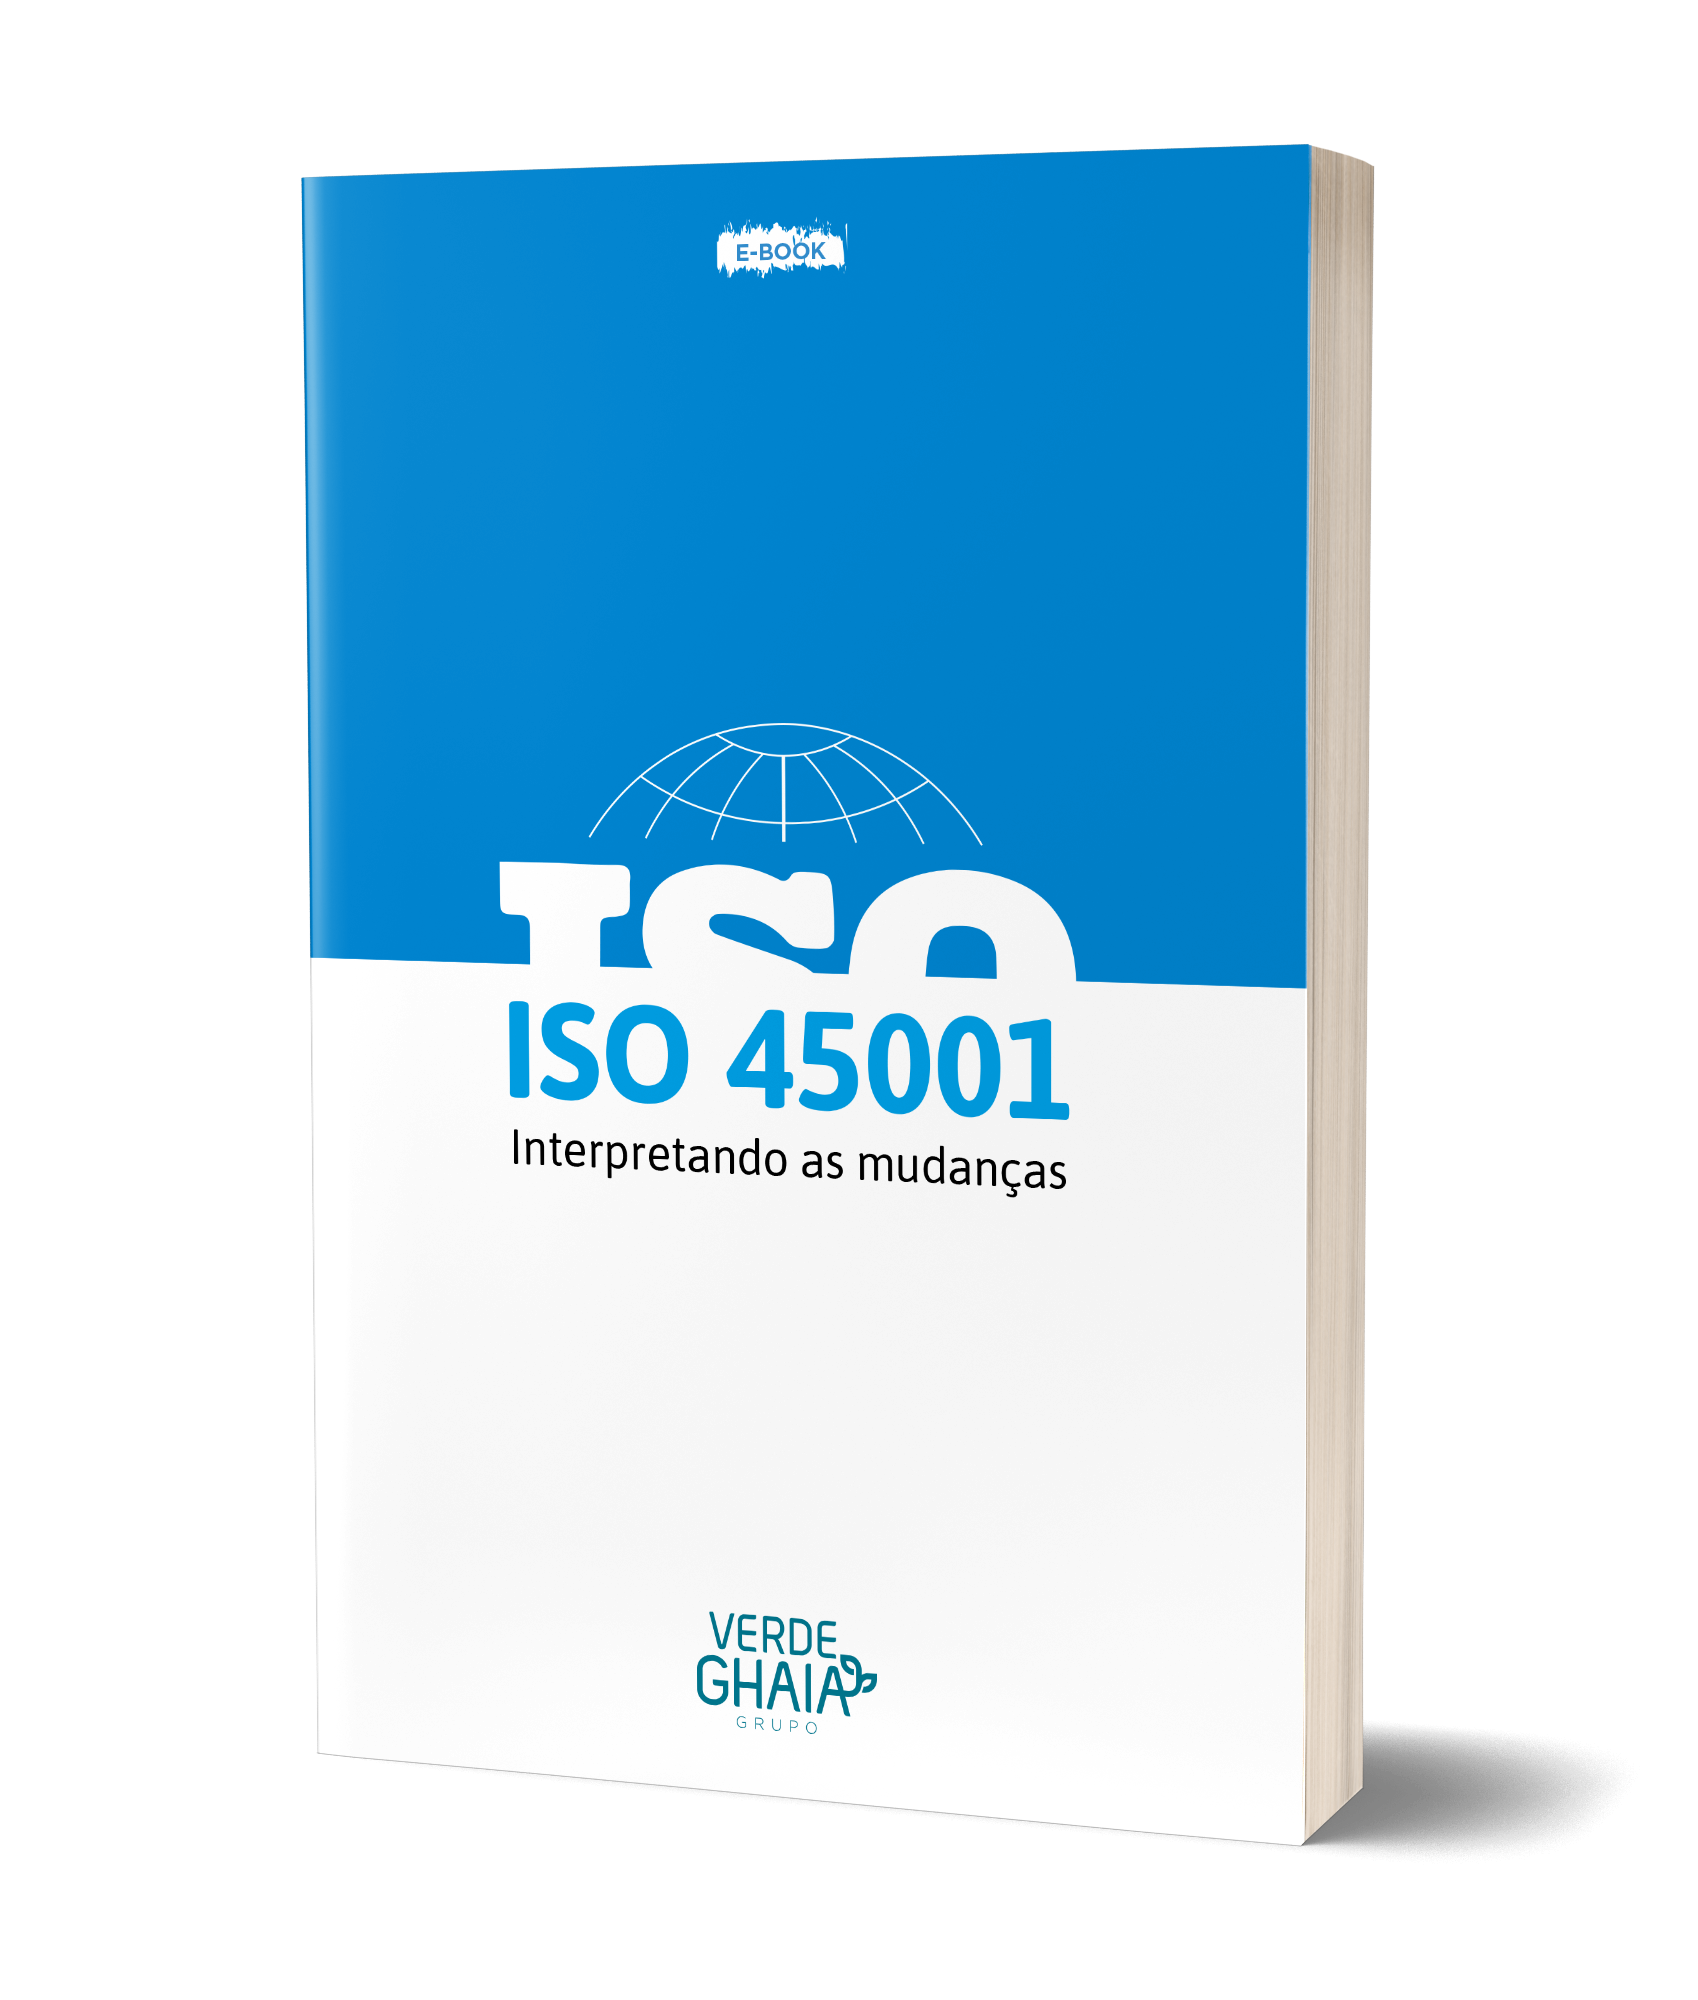 E-BOOK
ISO
ISO 45001
Interpretando as mudanças
VERDE
GHAIA
GRUPO